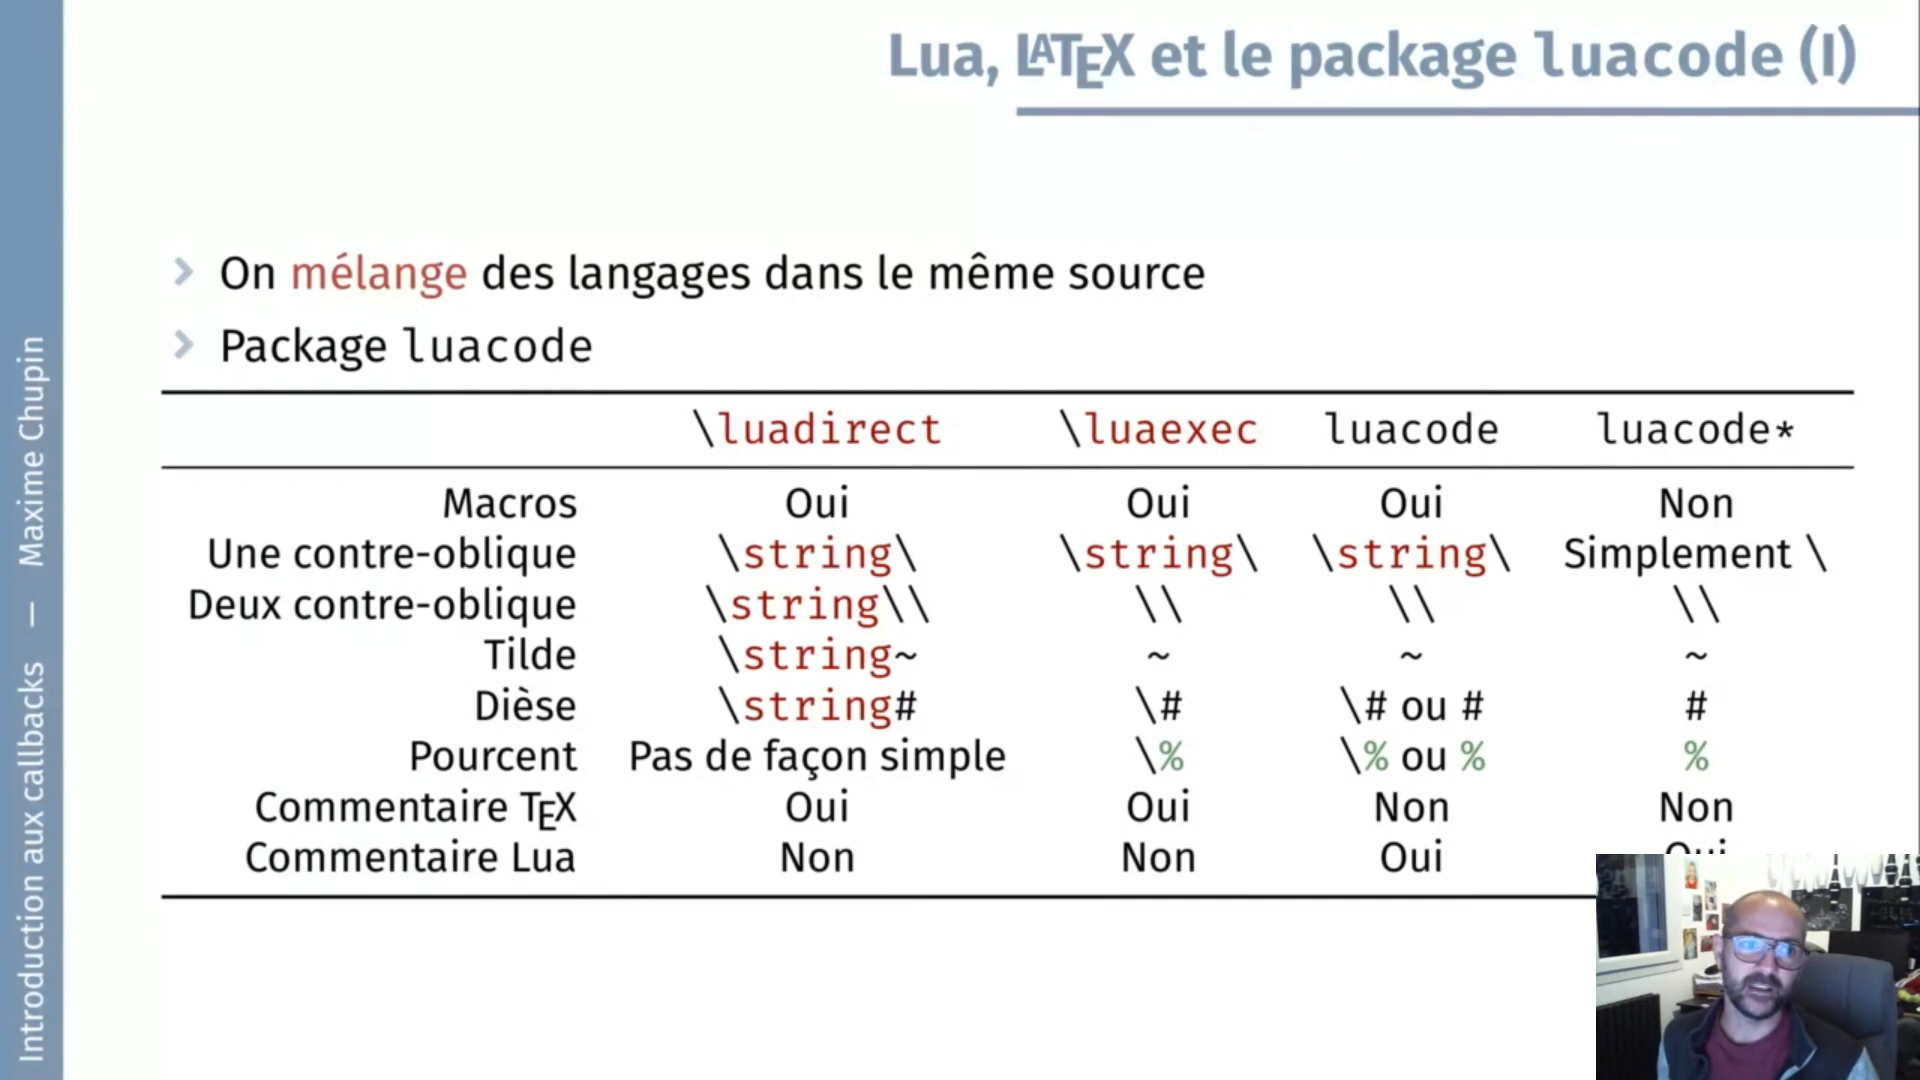 Lua, LATEX et le package luacode (I)
Introduction aux callbacks — Maxime Chupin
On mélange des langages dans le même source
Package luacode
\luadirect \luaexec luacode luacode*
Macros Oui Oui Oui Non
Une contre-oblique \string\ \string\ \string\ Simplement \
Deux contre-oblique \string\\ \\ \\ \\
Tilde \string~ ~ ~ ~
Dièse \string# \# \# ou # #
Pourcent Pas de façon simple \% \% ou % %
Commentaire TEX Oui Oui Non Non
Commentaire Lua Non Non Oui Oui